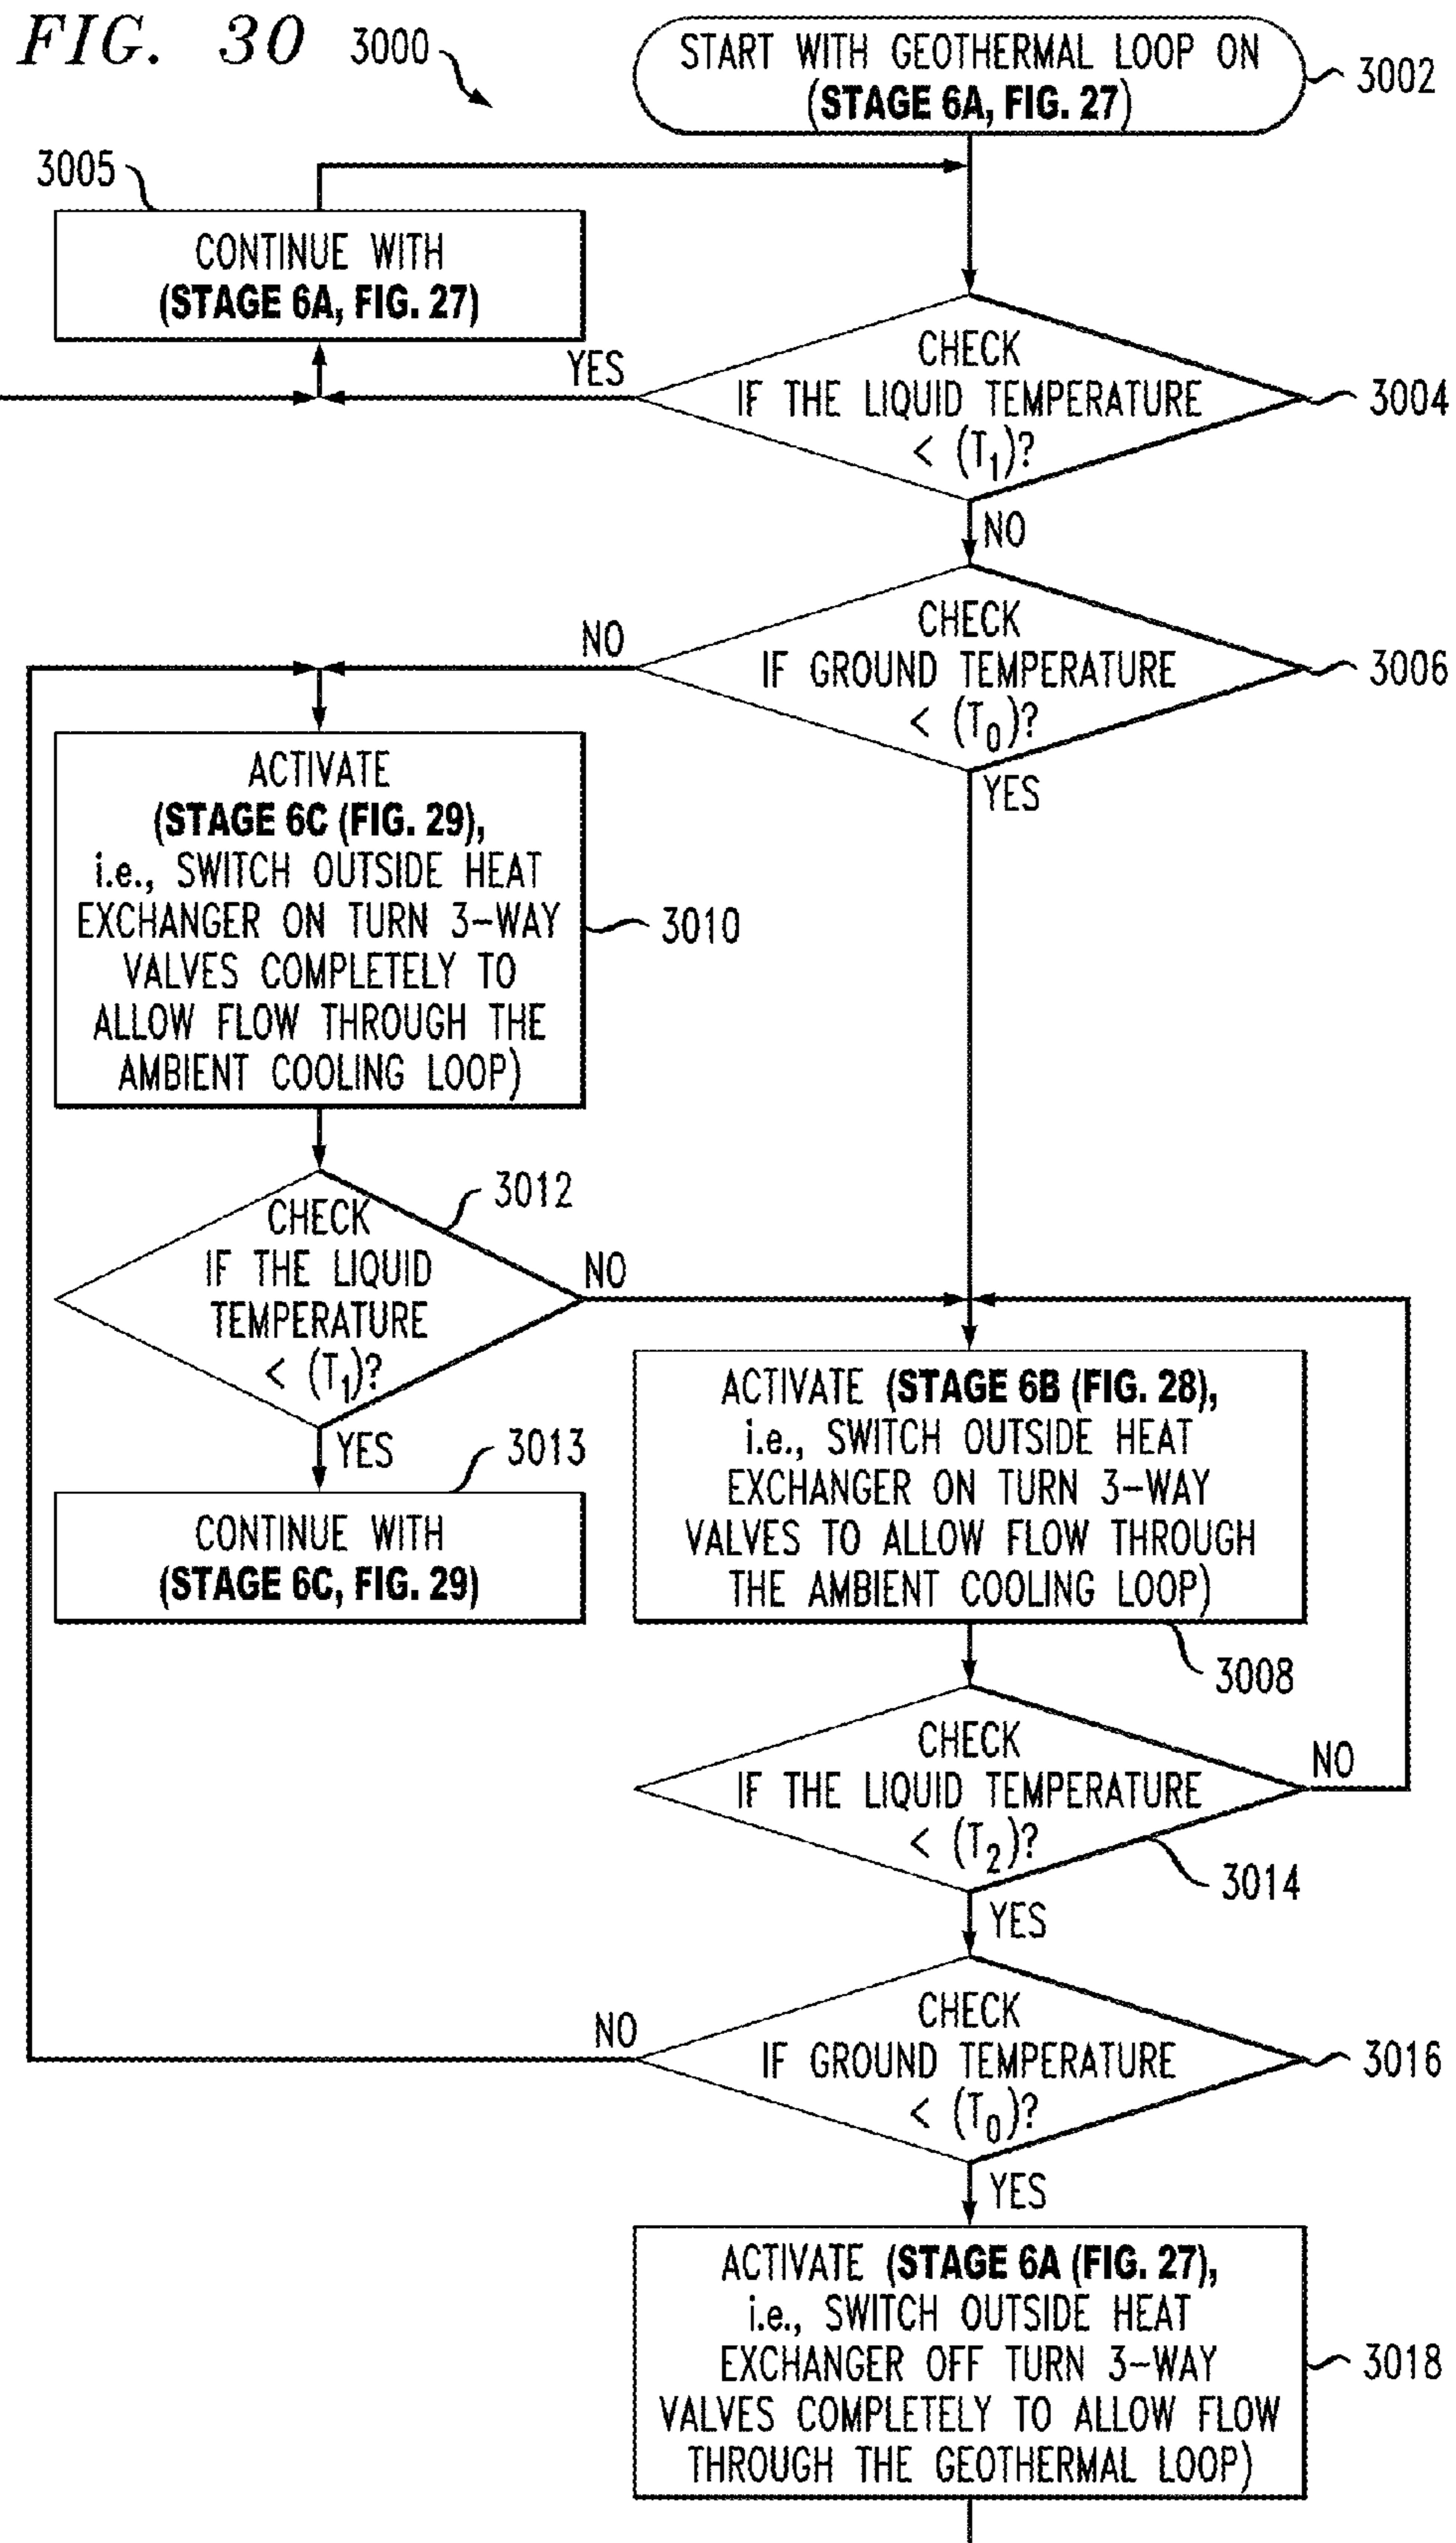 FIG. 30
3000
START WITH GEOTHERMAL LOOP ON
(STAGE 6A, FIG. 27)
3002
3005
CONTINUE WITH
(STAGE 6A, FIG. 27)
YES
CHECK
IF THE LIQUID TEMPERATURE
< (T1)?
3004
NO
CHECK
IF GROUND TEMPERATURE
< (T0)?
3006
NO
YES
ACTIVATE
(STAGE 6C (FIG. 29),
i.e., SWITCH OUTSIDE HEAT
EXCHANGER ON TURN 3-WAY
VALVES COMPLETELY TO
ALLOW FLOW THROUGH THE
AMBIENT COOLING LOOP)
3010
CHECK
IF THE LIQUID
TEMPERATURE
< (T1)?
3012
NO
YES
3013
CONTINUE WITH
(STAGE 6C, FIG. 29)
ACTIVATE (STAGE 6B (FIG. 28),
i.e., SWITCH OUTSIDE HEAT
EXCHANGER ON TURN 3-WAY
VALVES TO ALLOW FLOW THROUGH
THE AMBIENT COOLING LOOP)
3008
CHECK
IF THE LIQUID TEMPERATURE
< (T2)?
NO
3014
YES
CHECK
IF GROUND TEMPERATURE
< (T0)?
NO
3016
YES
ACTIVATE (STAGE 6A (FIG. 27),
i.e., SWITCH OUTSIDE HEAT
EXCHANGER OFF TURN 3-WAY
VALVES COMPLETELY TO ALLOW FLOW
THROUGH THE GEOTHERMAL LOOP)
3018